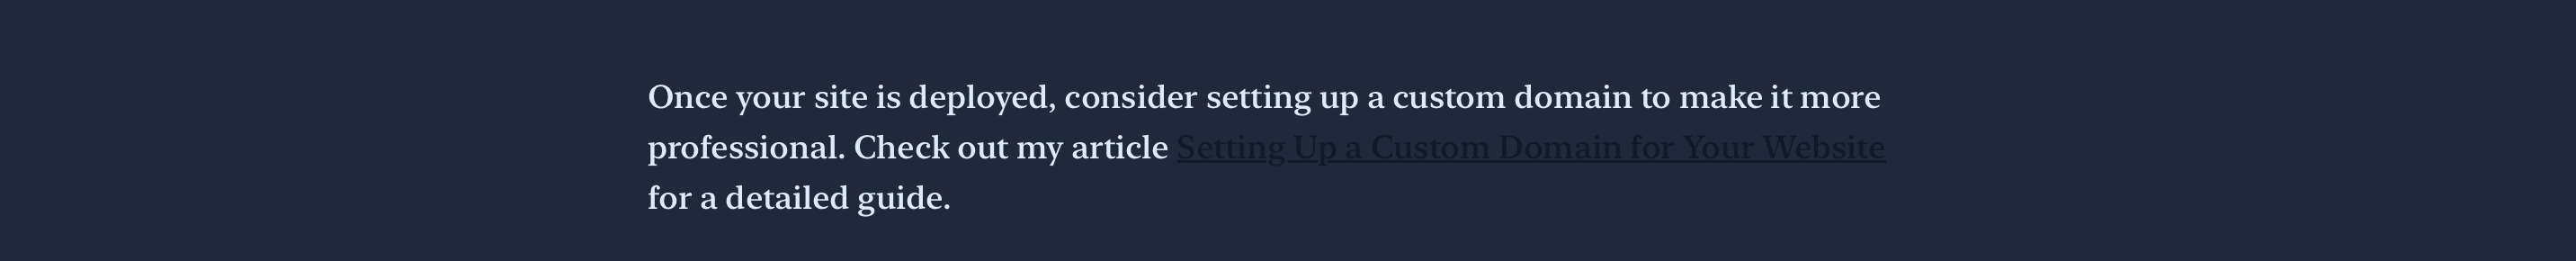 Once your site is deployed, consider setting up a custom domain to make it more
professional. Check out my article Setting Up a Custom Domain for Your Website
for a detailed guide.